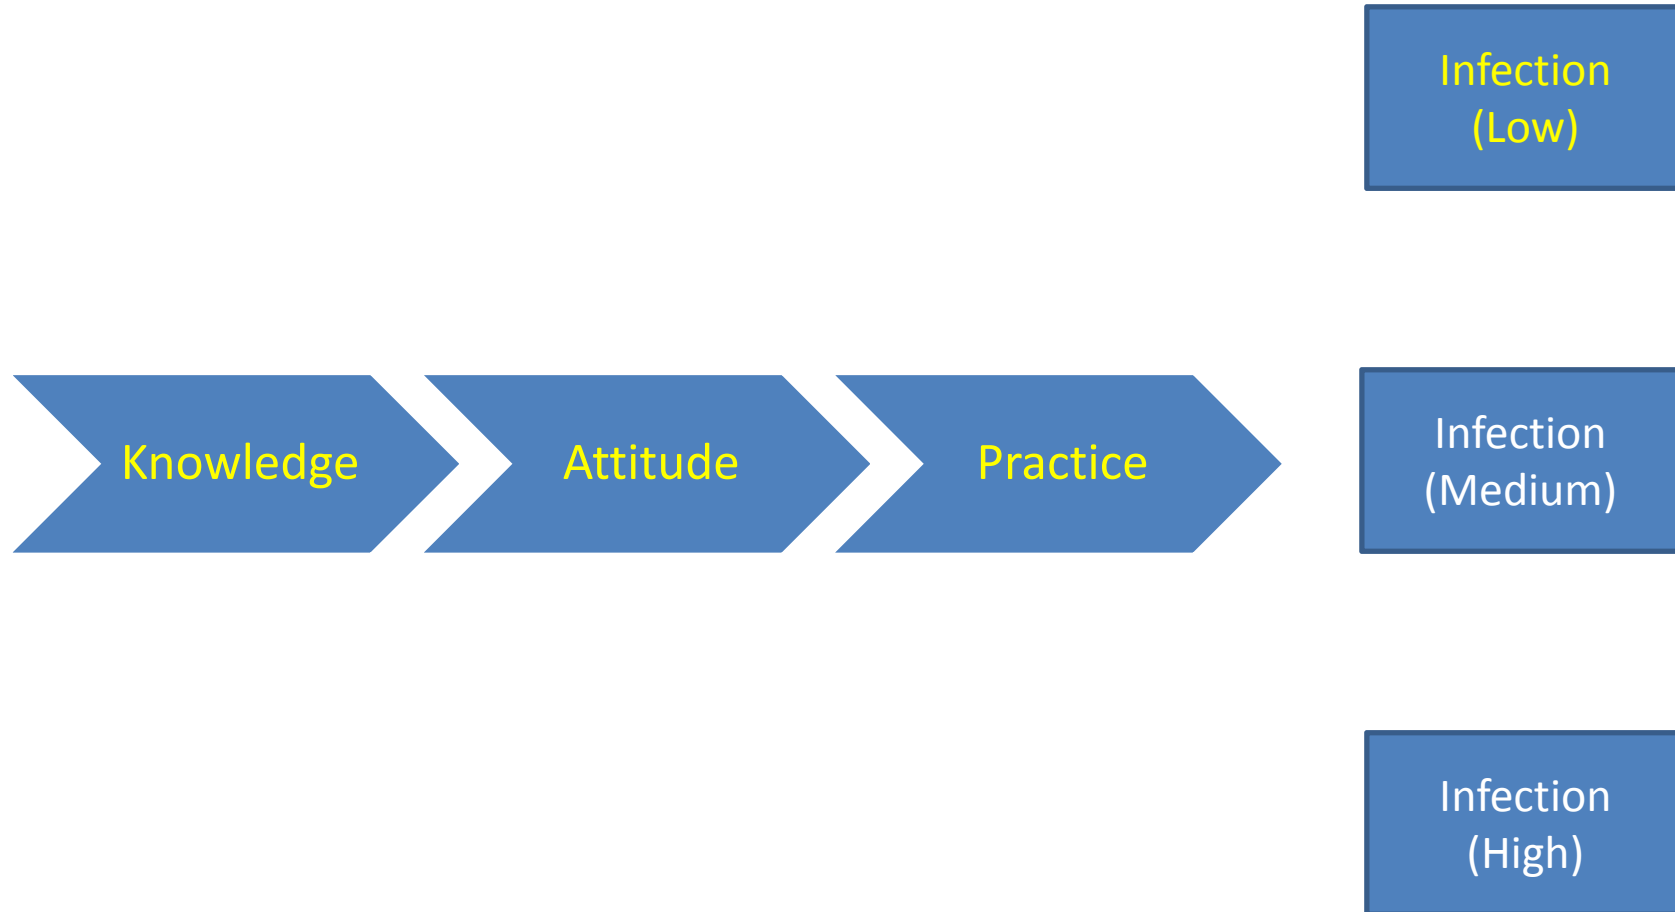 Infection
(Low)
Knowledge
Attitude
Practice
Infection
(Medium)
Infection
(High)